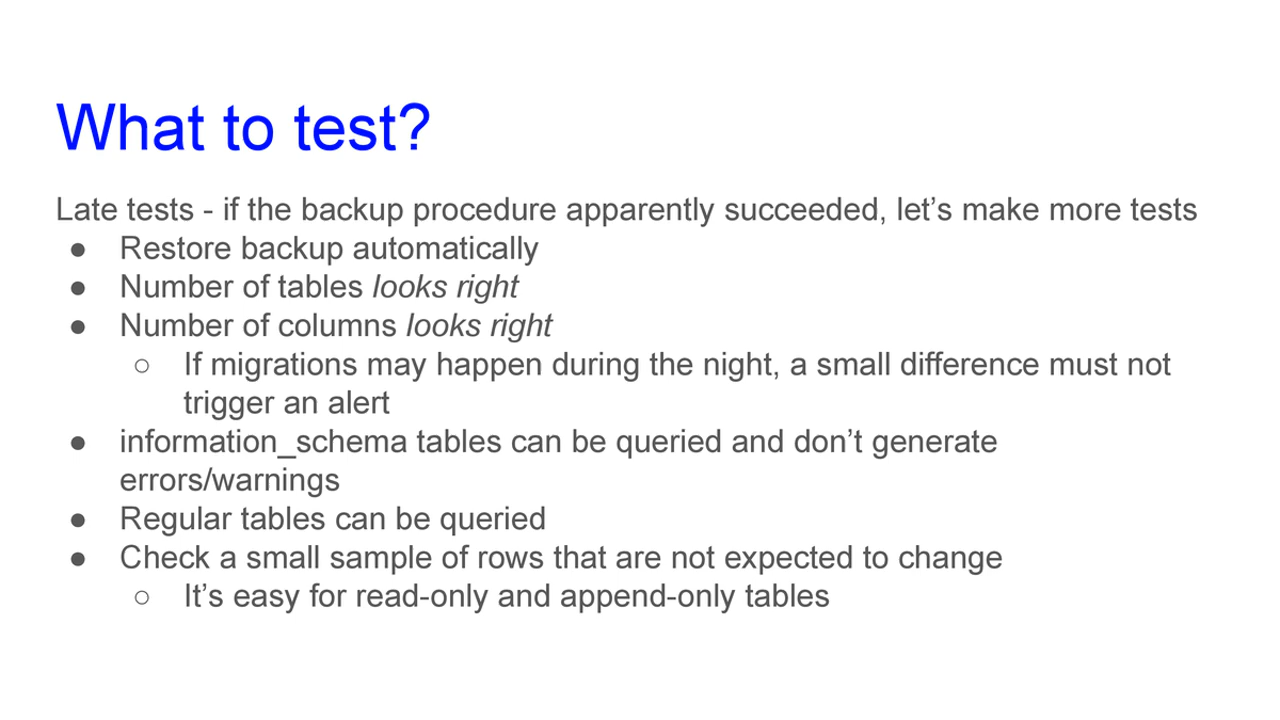 What to test?
Late tests - if the backup procedure apparently succeeded, let’s make more tests
● Restore backup automatically
● Number of tables looks right
● Number of columns looks right
○ If migrations may happen during the night, a small difference must not
trigger an alert
● information_schema tables can be queried and don’t generate
errors/warnings
● Regular tables can be queried
● Check a small sample of rows that are not expected to change
○ It’s easy for read-only and append-only tables